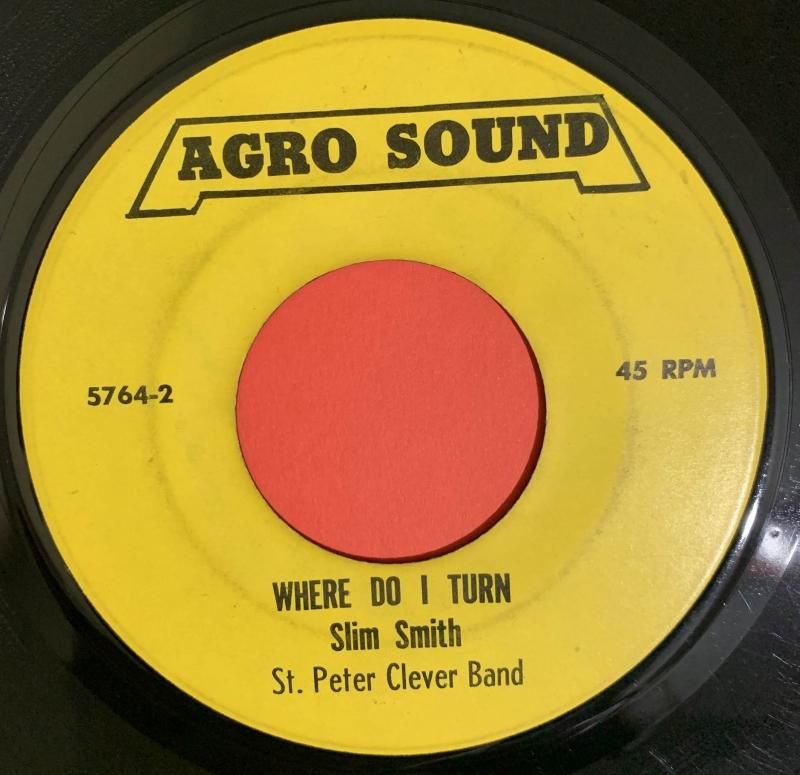 AGRO SOUND
5764-2
45 RPM
WHERE DO I TURN
Slim Smith
St. Peter Clever Band